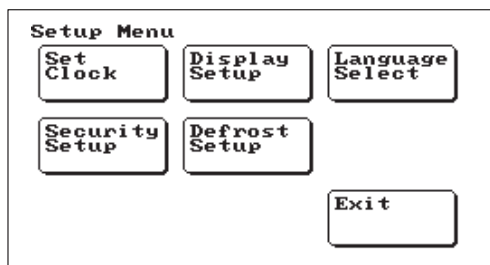 Setup Menu
Set
Clock
Display
Setup
Language
Select
Security
Setup
Defrost
Setup
Exit